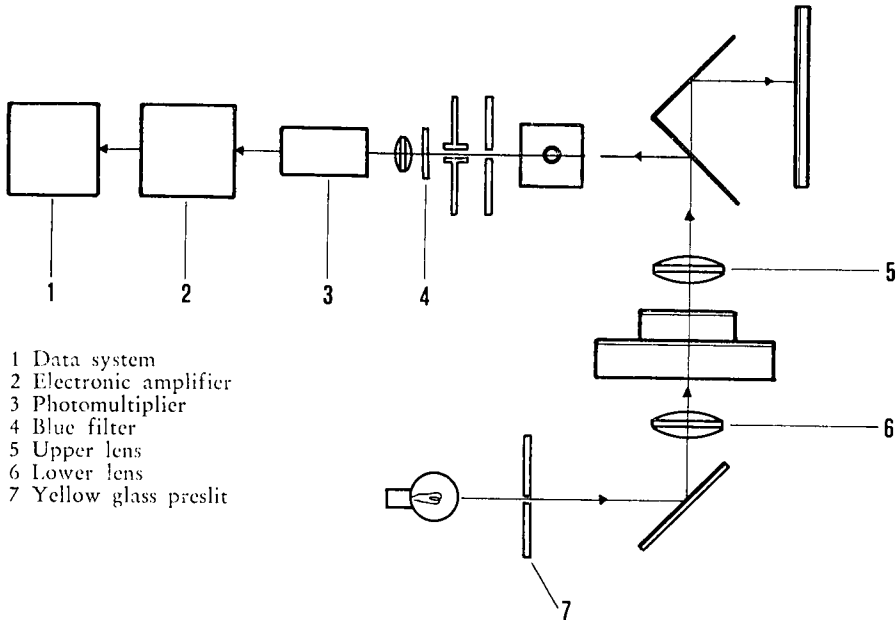 5
1 2 3 4
6
1 Data system
2 Electronic amplifier
3 Photomultiplier
4 Blue filter
5 Upper lens
6 Lower lens
7 Yellow glass preslit
7